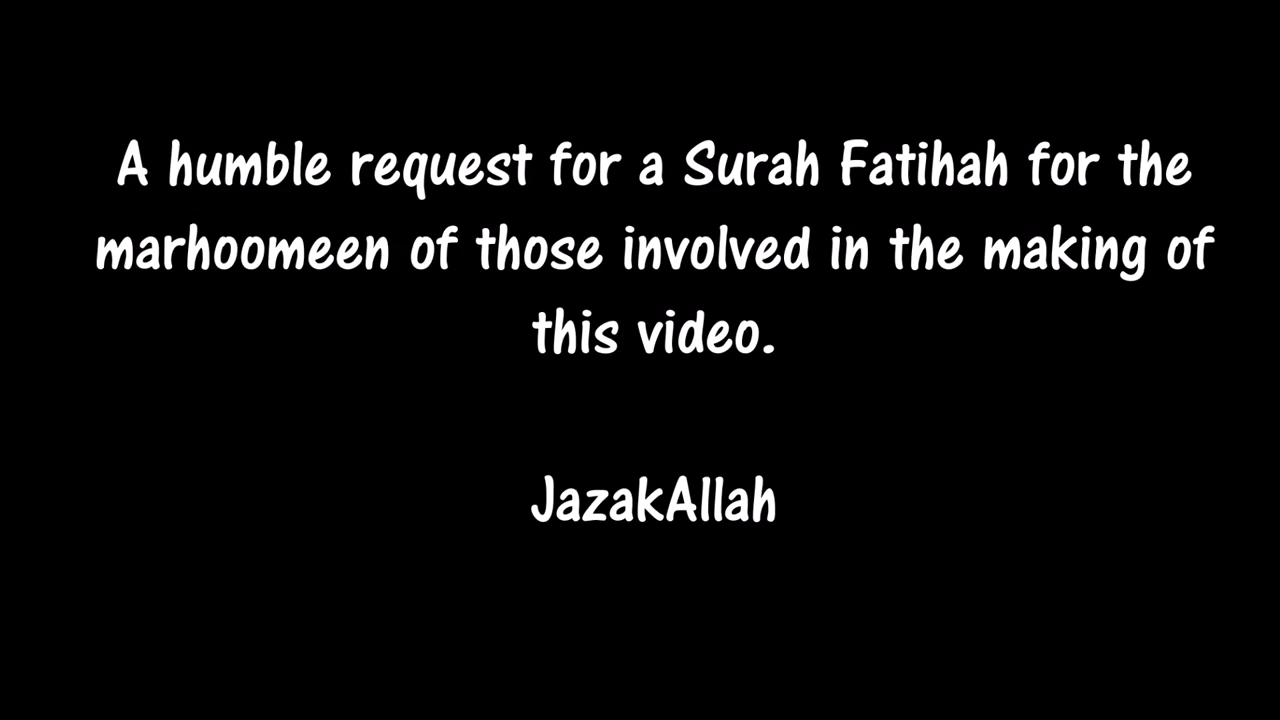 A humble request for a Surah Fatihah for the
marhoomeen of those involved in the making of
this video.
JazakAllah